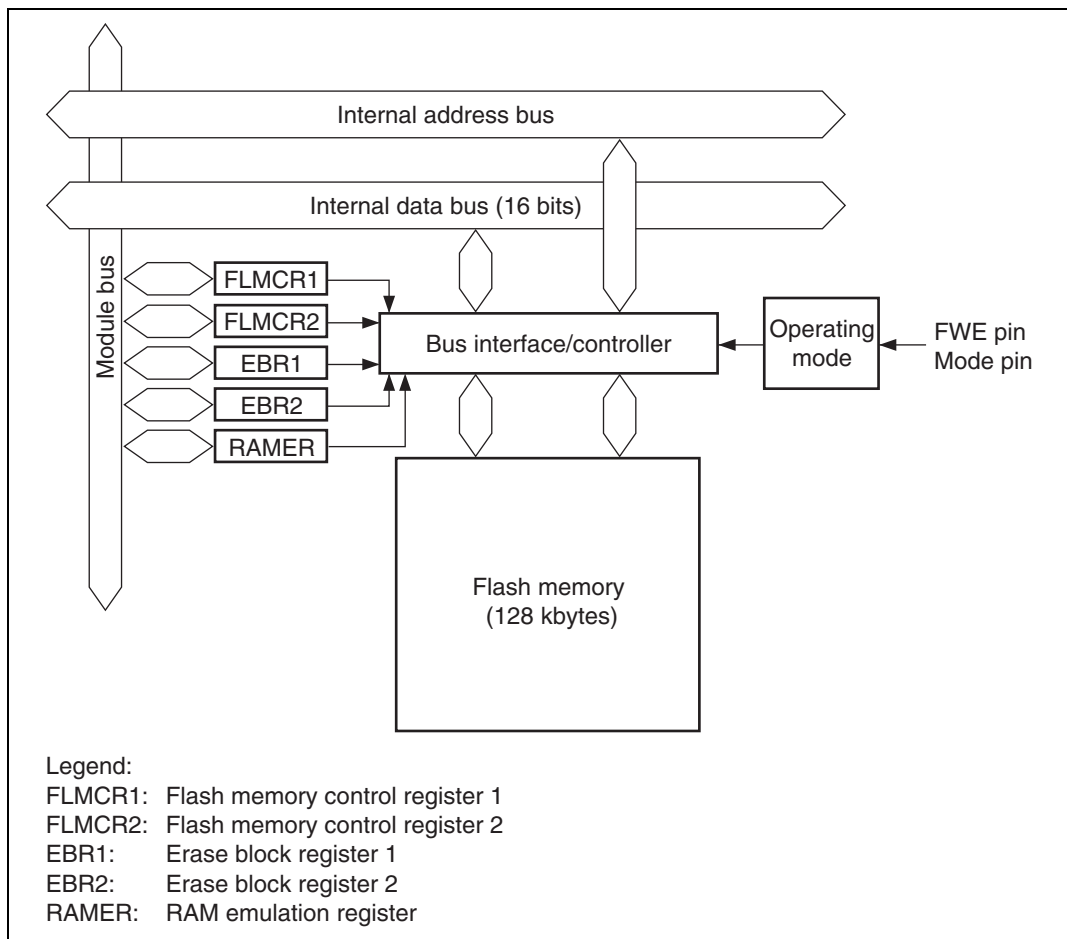 Internal address bus
Internal data bus (16 bits)
Module bus
FLMCR1
FLMCR2
EBR1
EBR2
RAMER
Bus interface/controller
Operating
mode
FWE pin
Mode pin
Flash memory
(128 kbytes)
Legend:
FLMCR1: Flash memory control register 1
FLMCR2: Flash memory control register 2
EBR1: Erase block register 1
EBR2: Erase block register 2
RAMER: RAM emulation register